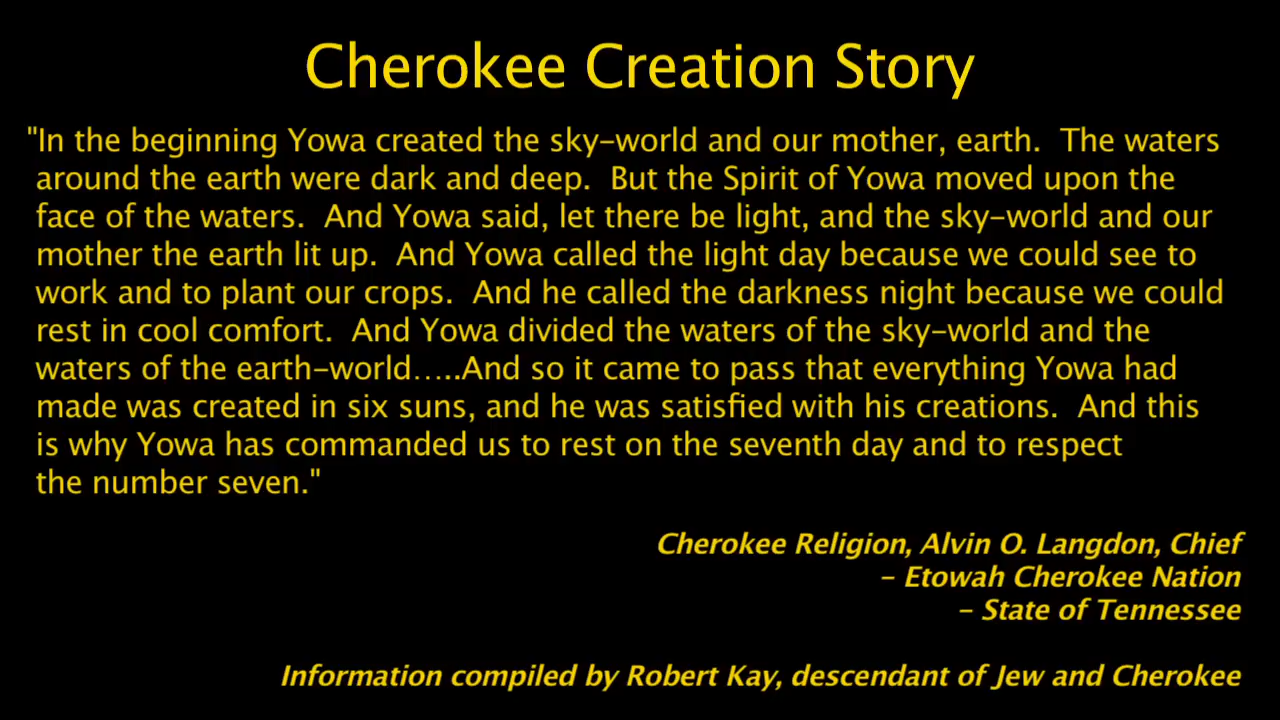 Cherokee Creation Story
"In the beginning Yowa created the sky-world and our mother, earth.  The waters
around the earth were dark and deep.  But the Spirit of Yowa moved upon the
face of the waters.  And Yowa said, let there be light, and the sky-world and our
mother the earth lit up.  And Yowa called the light day because we could see to
work and to plant our crops.  And he called the darkness night because we could
rest in cool comfort.  And Yowa divided the waters of the sky-world and the
waters of the earth-world…..And so it came to pass that everything Yowa had
made was created in six suns, and he was satisfied with his creations.  And this
is why Yowa has commanded us to rest on the seventh day and to respect
the number seven."
Cherokee Religion, Alvin O. Langdon, Chief
– Etowah Cherokee Nation
– State of Tennessee
Information compiled by Robert Kay, descendant of Jew and Cherokee